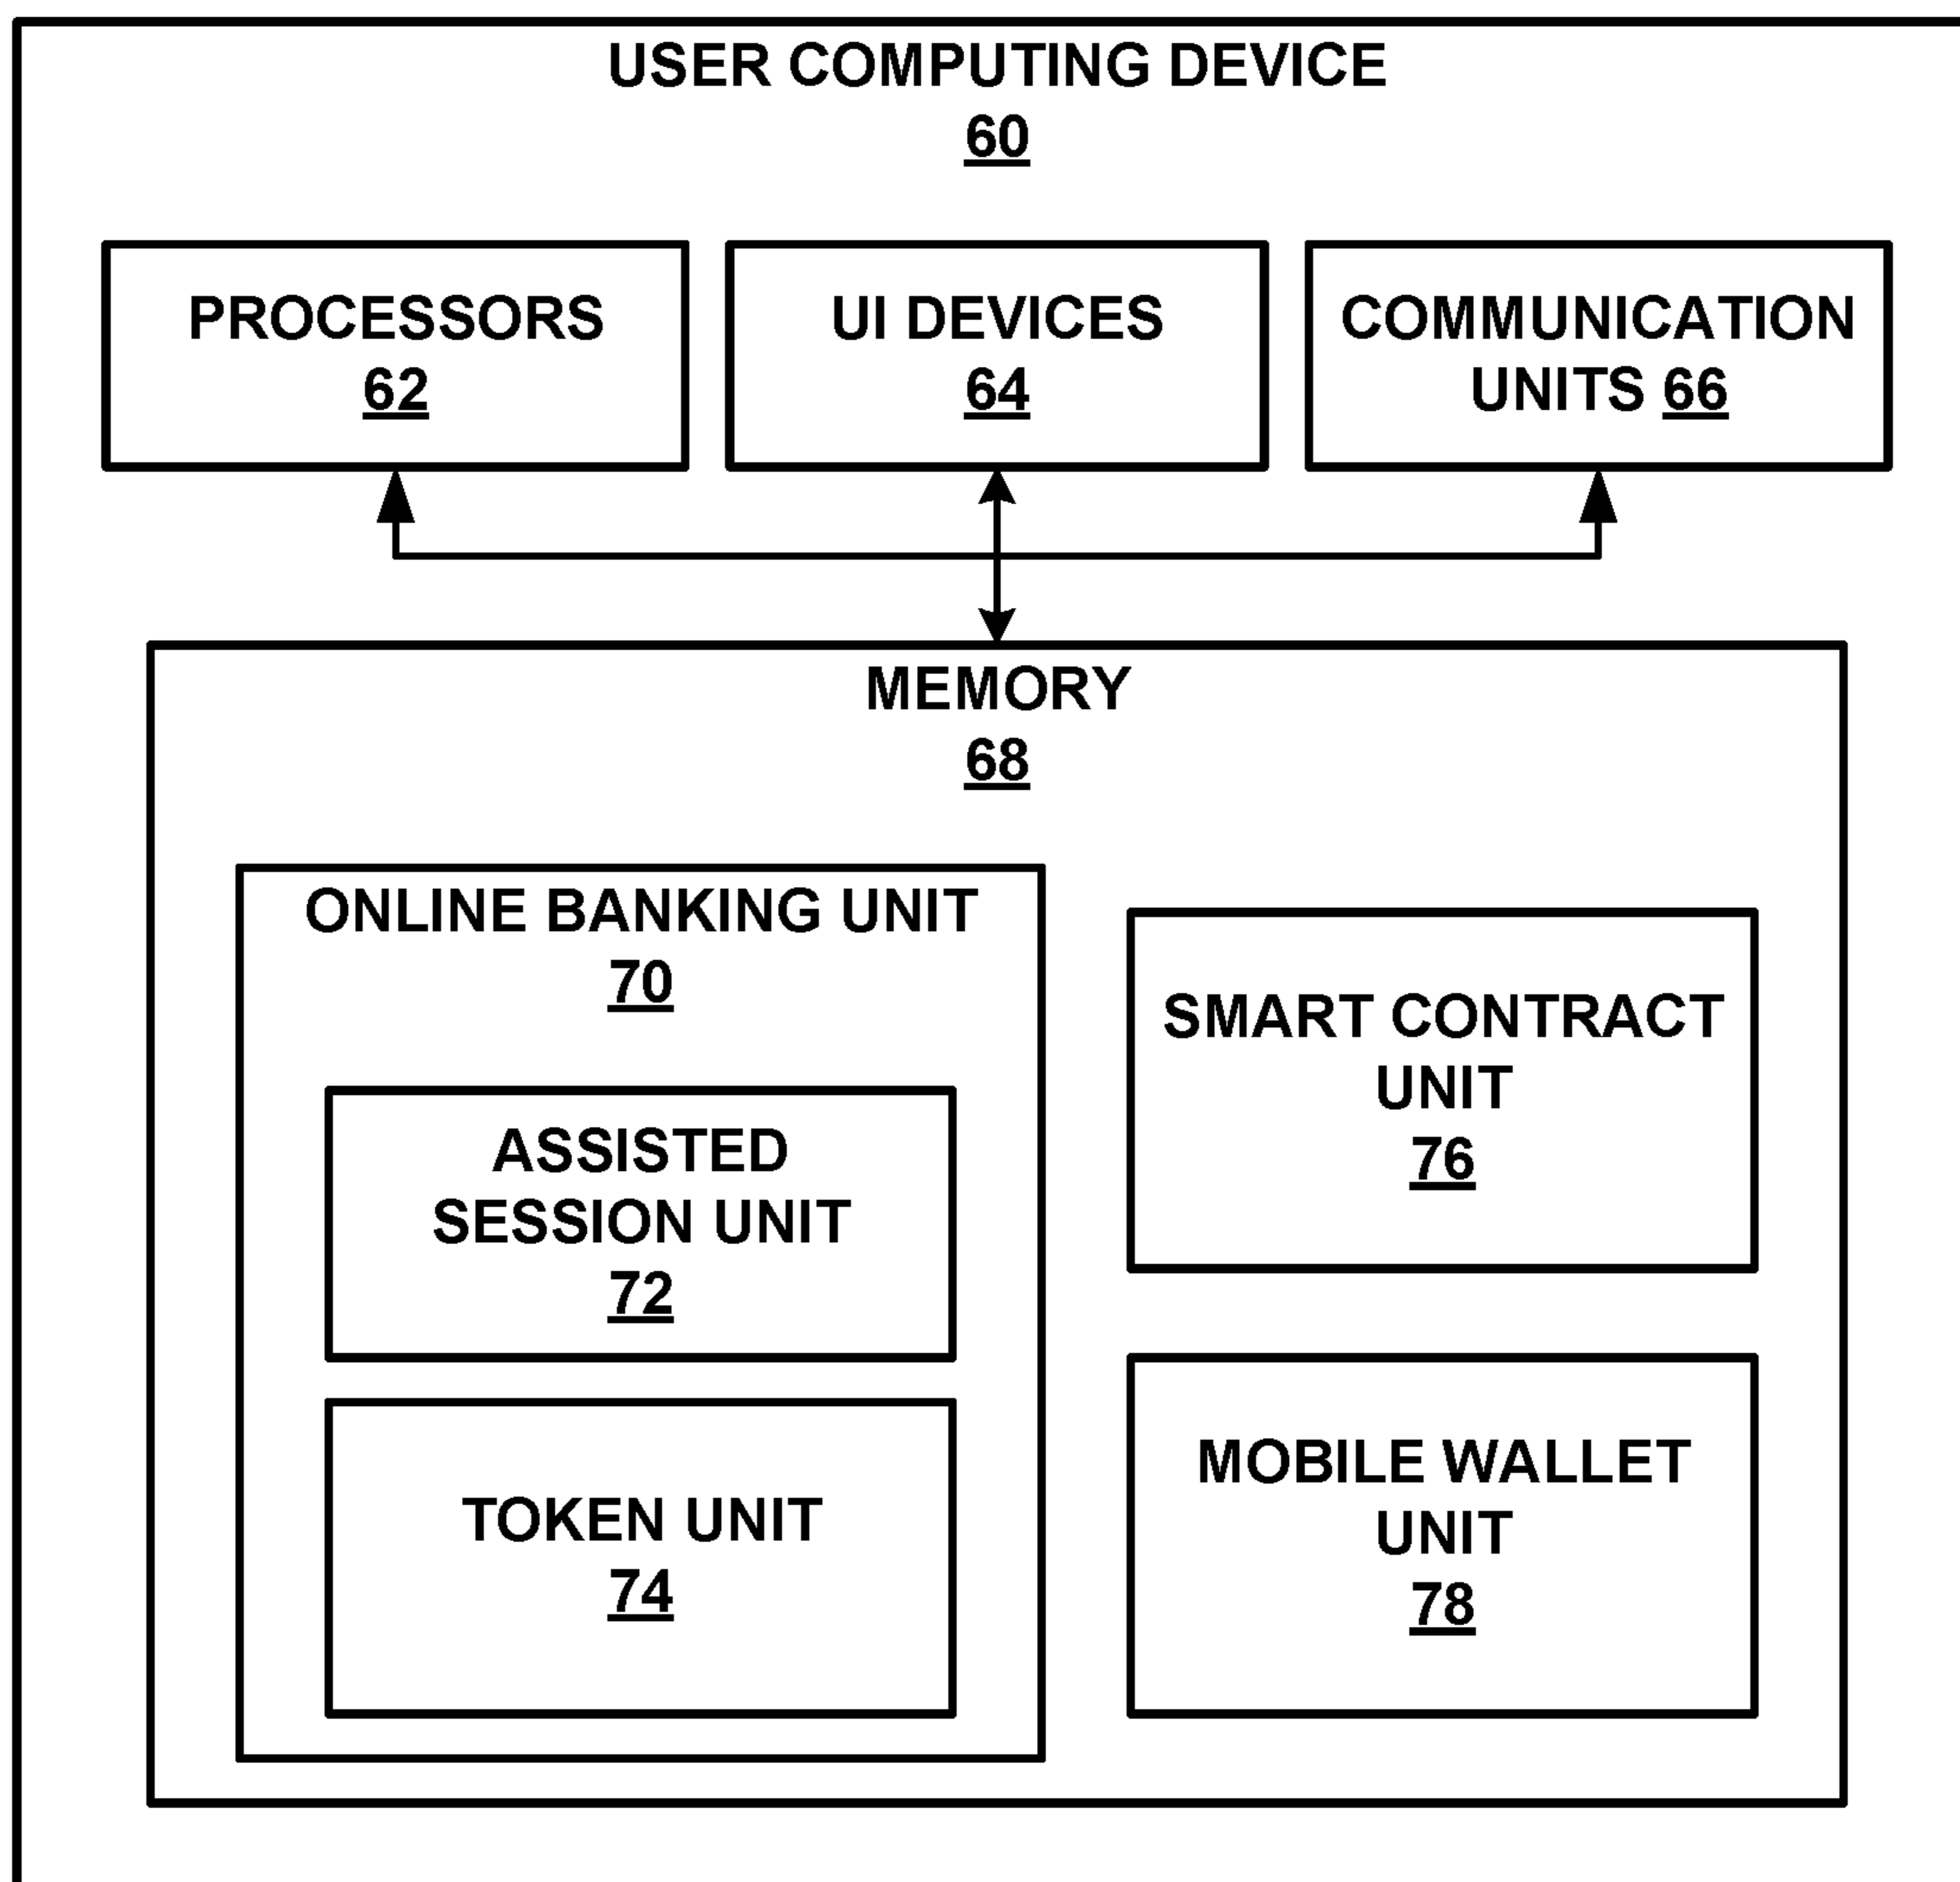 USER COMPUTING DEVICE
60
PROCESSORS
62
UI DEVICES
64
COMMUNICATION
UNITS 66
MEMORY
68
ONLINE BANKING UNIT
70
ASSISTED
SESSION UNIT
72
TOKEN UNIT
74
SMART CONTRACT
UNIT
76
MOBILE WALLET
UNIT
78